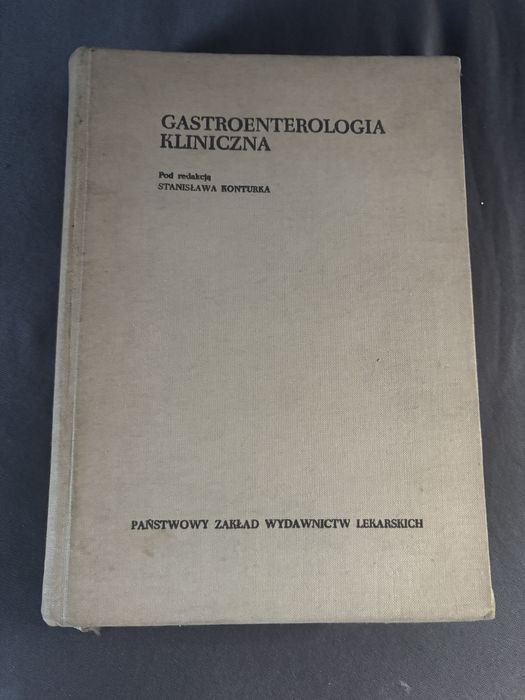 GASTROENTEROLOGIA
KLINICZNA
Pod redakcją
STANISŁAWA KONTURKA
PAŃSTWOWY ZAKŁAD WYDAWNICTW LEKARSKICH